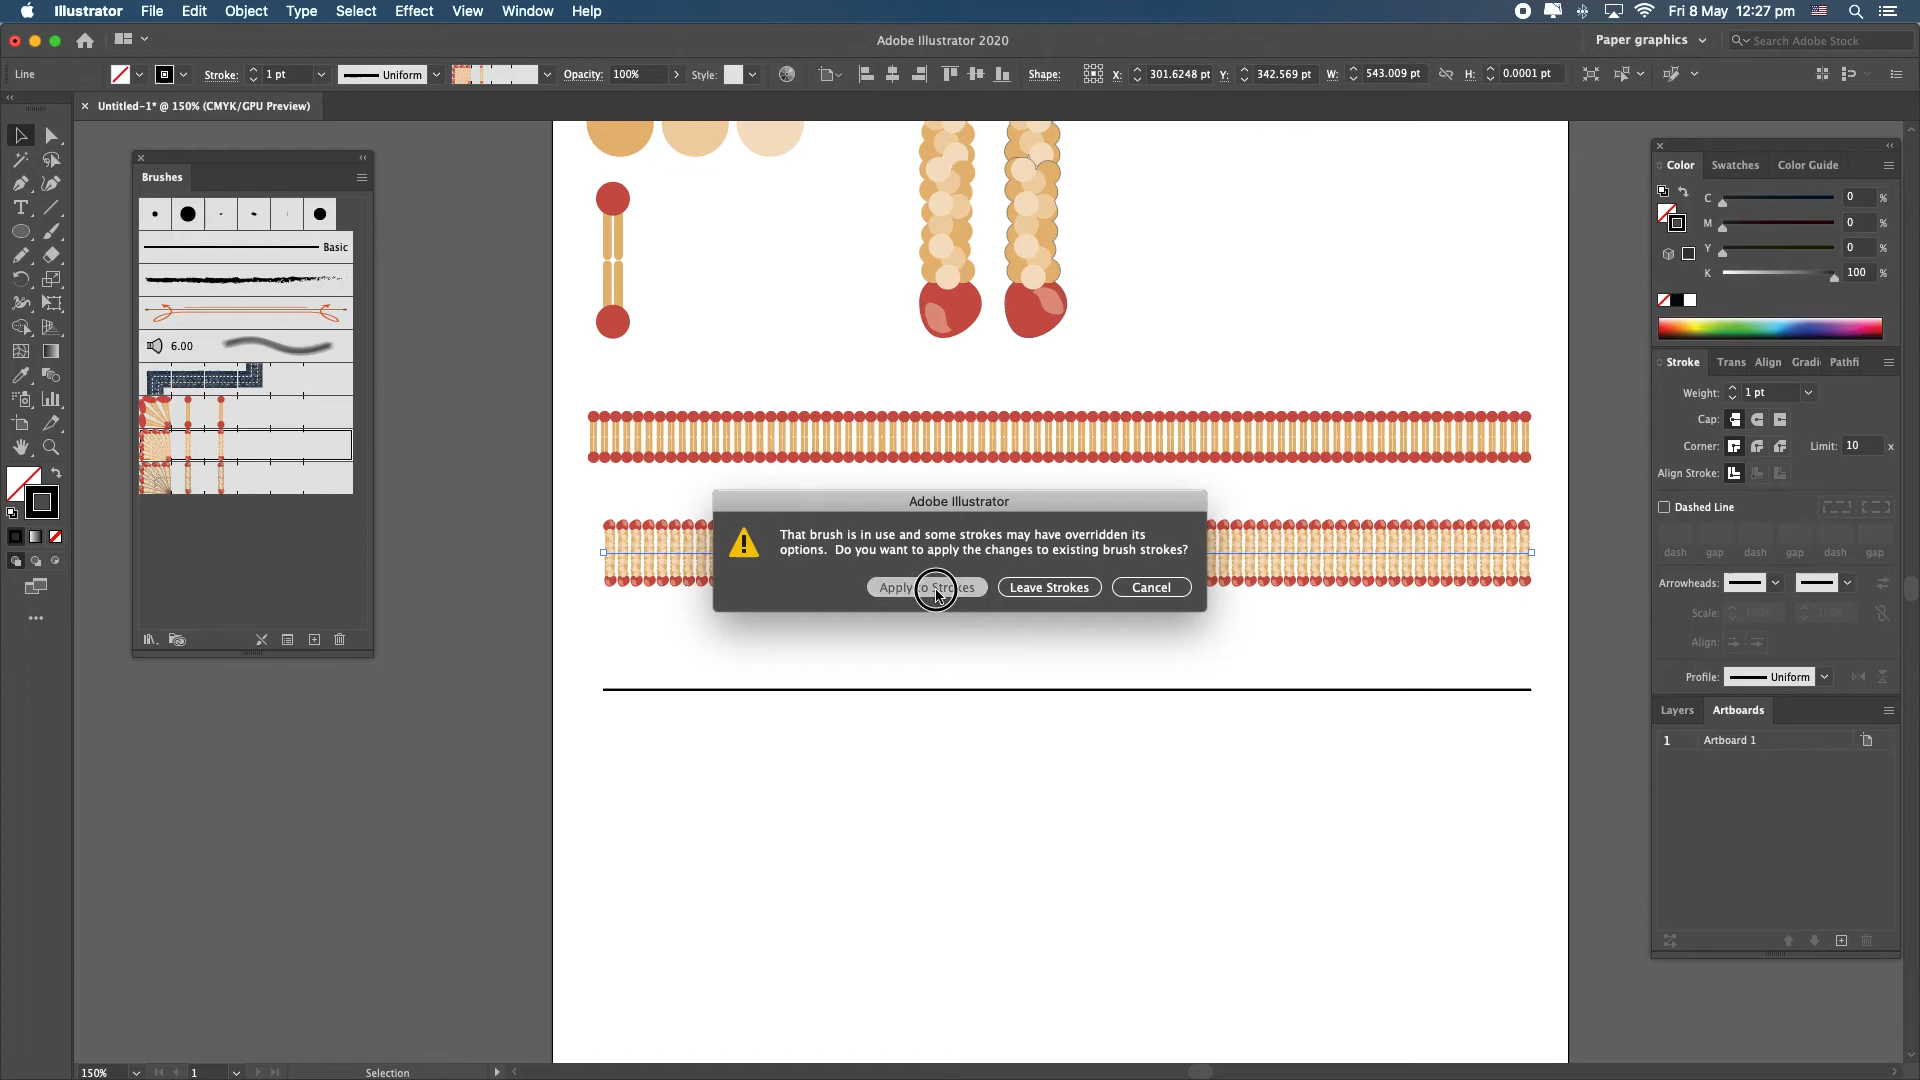 Illustrator File Edit Object Type Select Effect View Window Help Fri 8 May 12:27 pm
Adobe Illustrator 2020
Paper graphics
Search Adobe Stock
Line Stroke: 1 pt Uniform Opacity: 100% Style: Shape: X: 301.6248 pt Y: 342.569 pt W: 543.009 pt H: 0.0001 pt
× Untitled-1* @ 150% (CMYK/GPU Preview)
Brushes
Basic
6.00
Color Swatches Color Guide
C 0 %
M 0 %
Y 0 %
K 100 %
Stroke Trans Align Gradi Pathfi
Weight: 1 pt
Cap:
Corner: Limit: 10 x
Align Stroke:
Dashed Line
dash gap dash gap dash gap
Arrowheads:
Scale: 100% 100%
Align:
Profile: Uniform
Layers Artboards
1 Artboard 1
Adobe Illustrator
That brush is in use and some strokes may have overridden its
options. Do you want to apply the changes to existing brush strokes?
Apply to Strokes Leave Strokes Cancel
150% 1 Selection